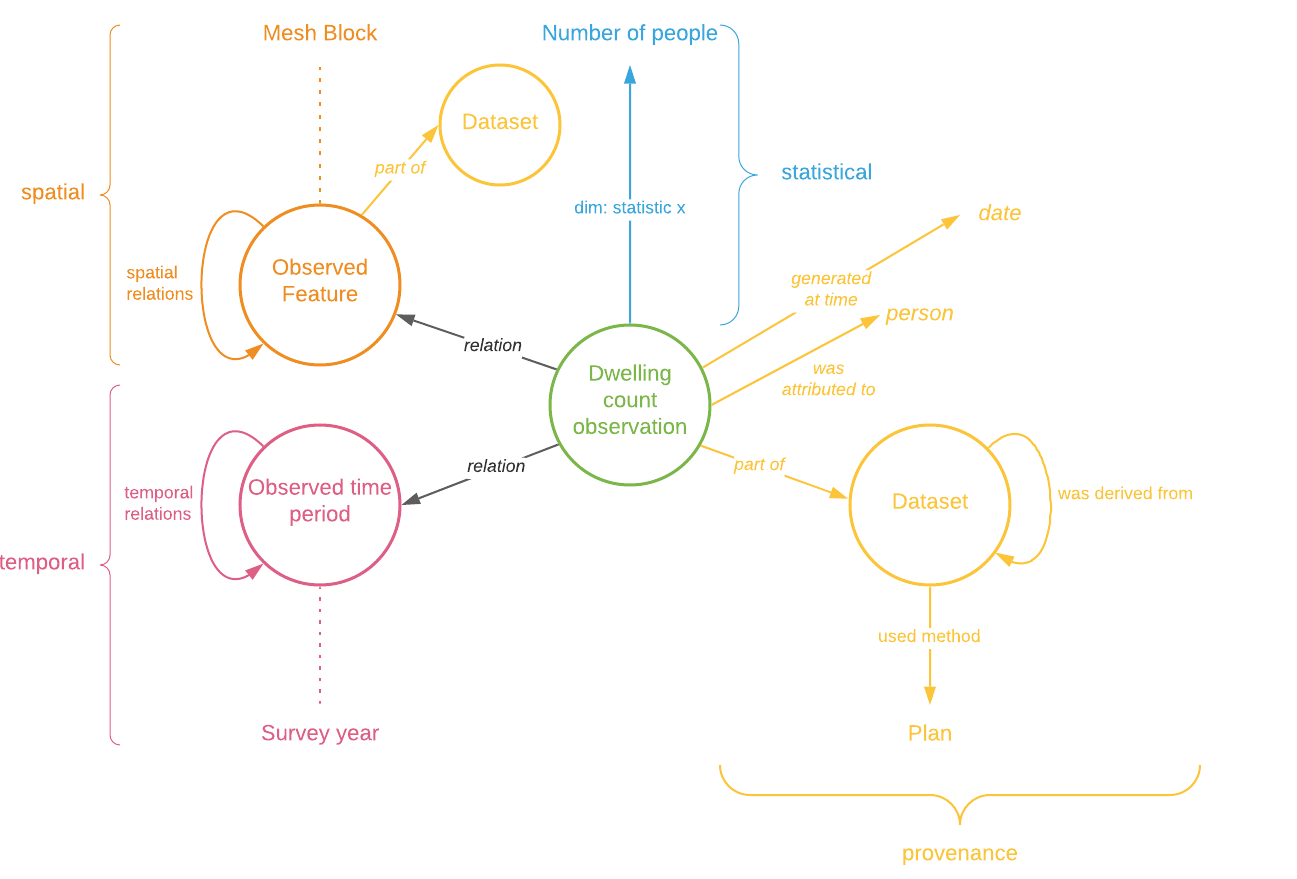 Mesh Block
Number of people
Dataset
part of
statistical
spatial
dim: statistic x
date
Observed
Feature
spatial
relations
generated
at time
person
relation
Dwelling
count
observation
was
attributed to
relation
part of
Observed time
period
temporal
relations
Dataset
was derived from
temporal
used method
Survey year
Plan
provenance